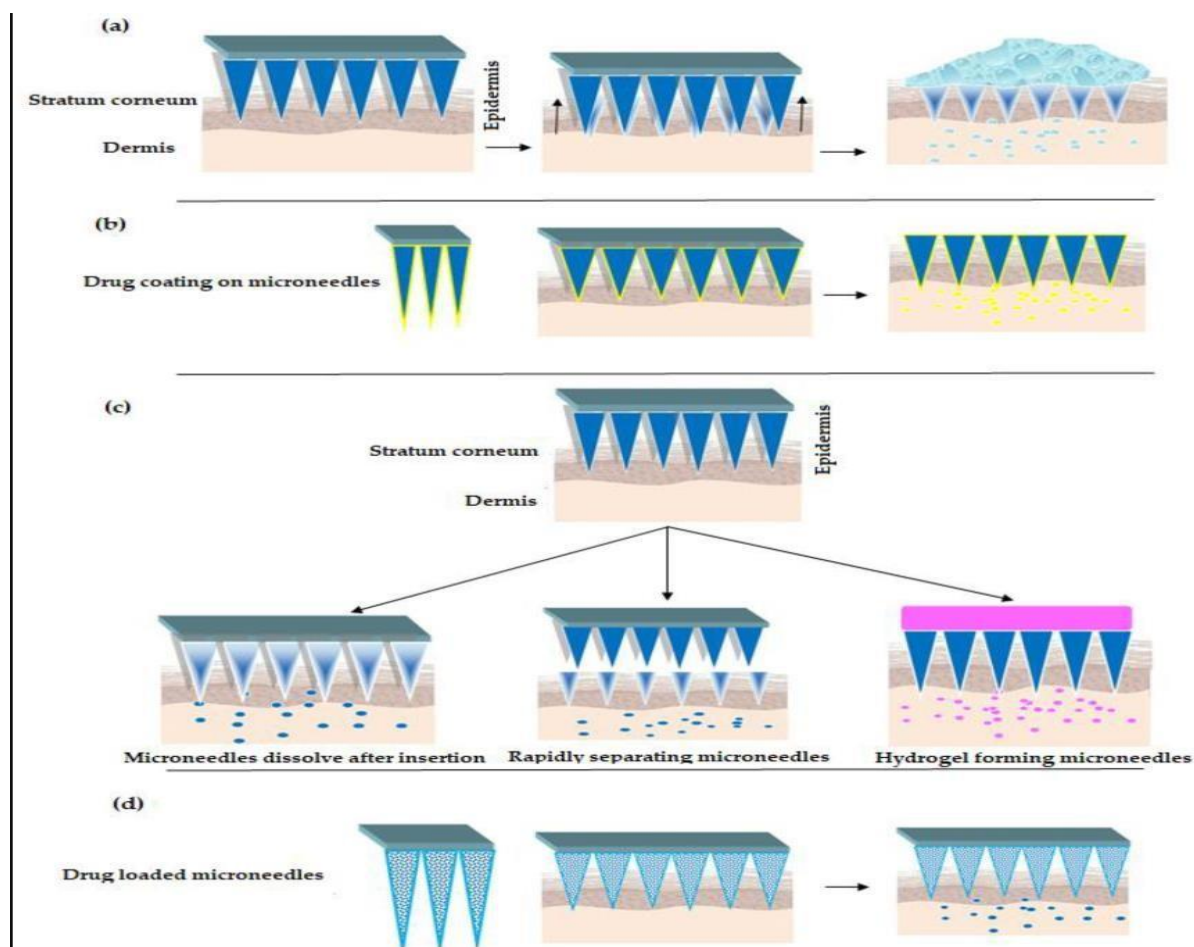 (a)
Stratum corneum
Epidermis
Dermis
(b)
Drug coating on microneedles
(c)
Stratum corneum
Epidermis
Dermis
Microneedles dissolve after insertion
Rapidly separating microneedles
Hydrogel forming microneedles
(d)
Drug loaded microneedles